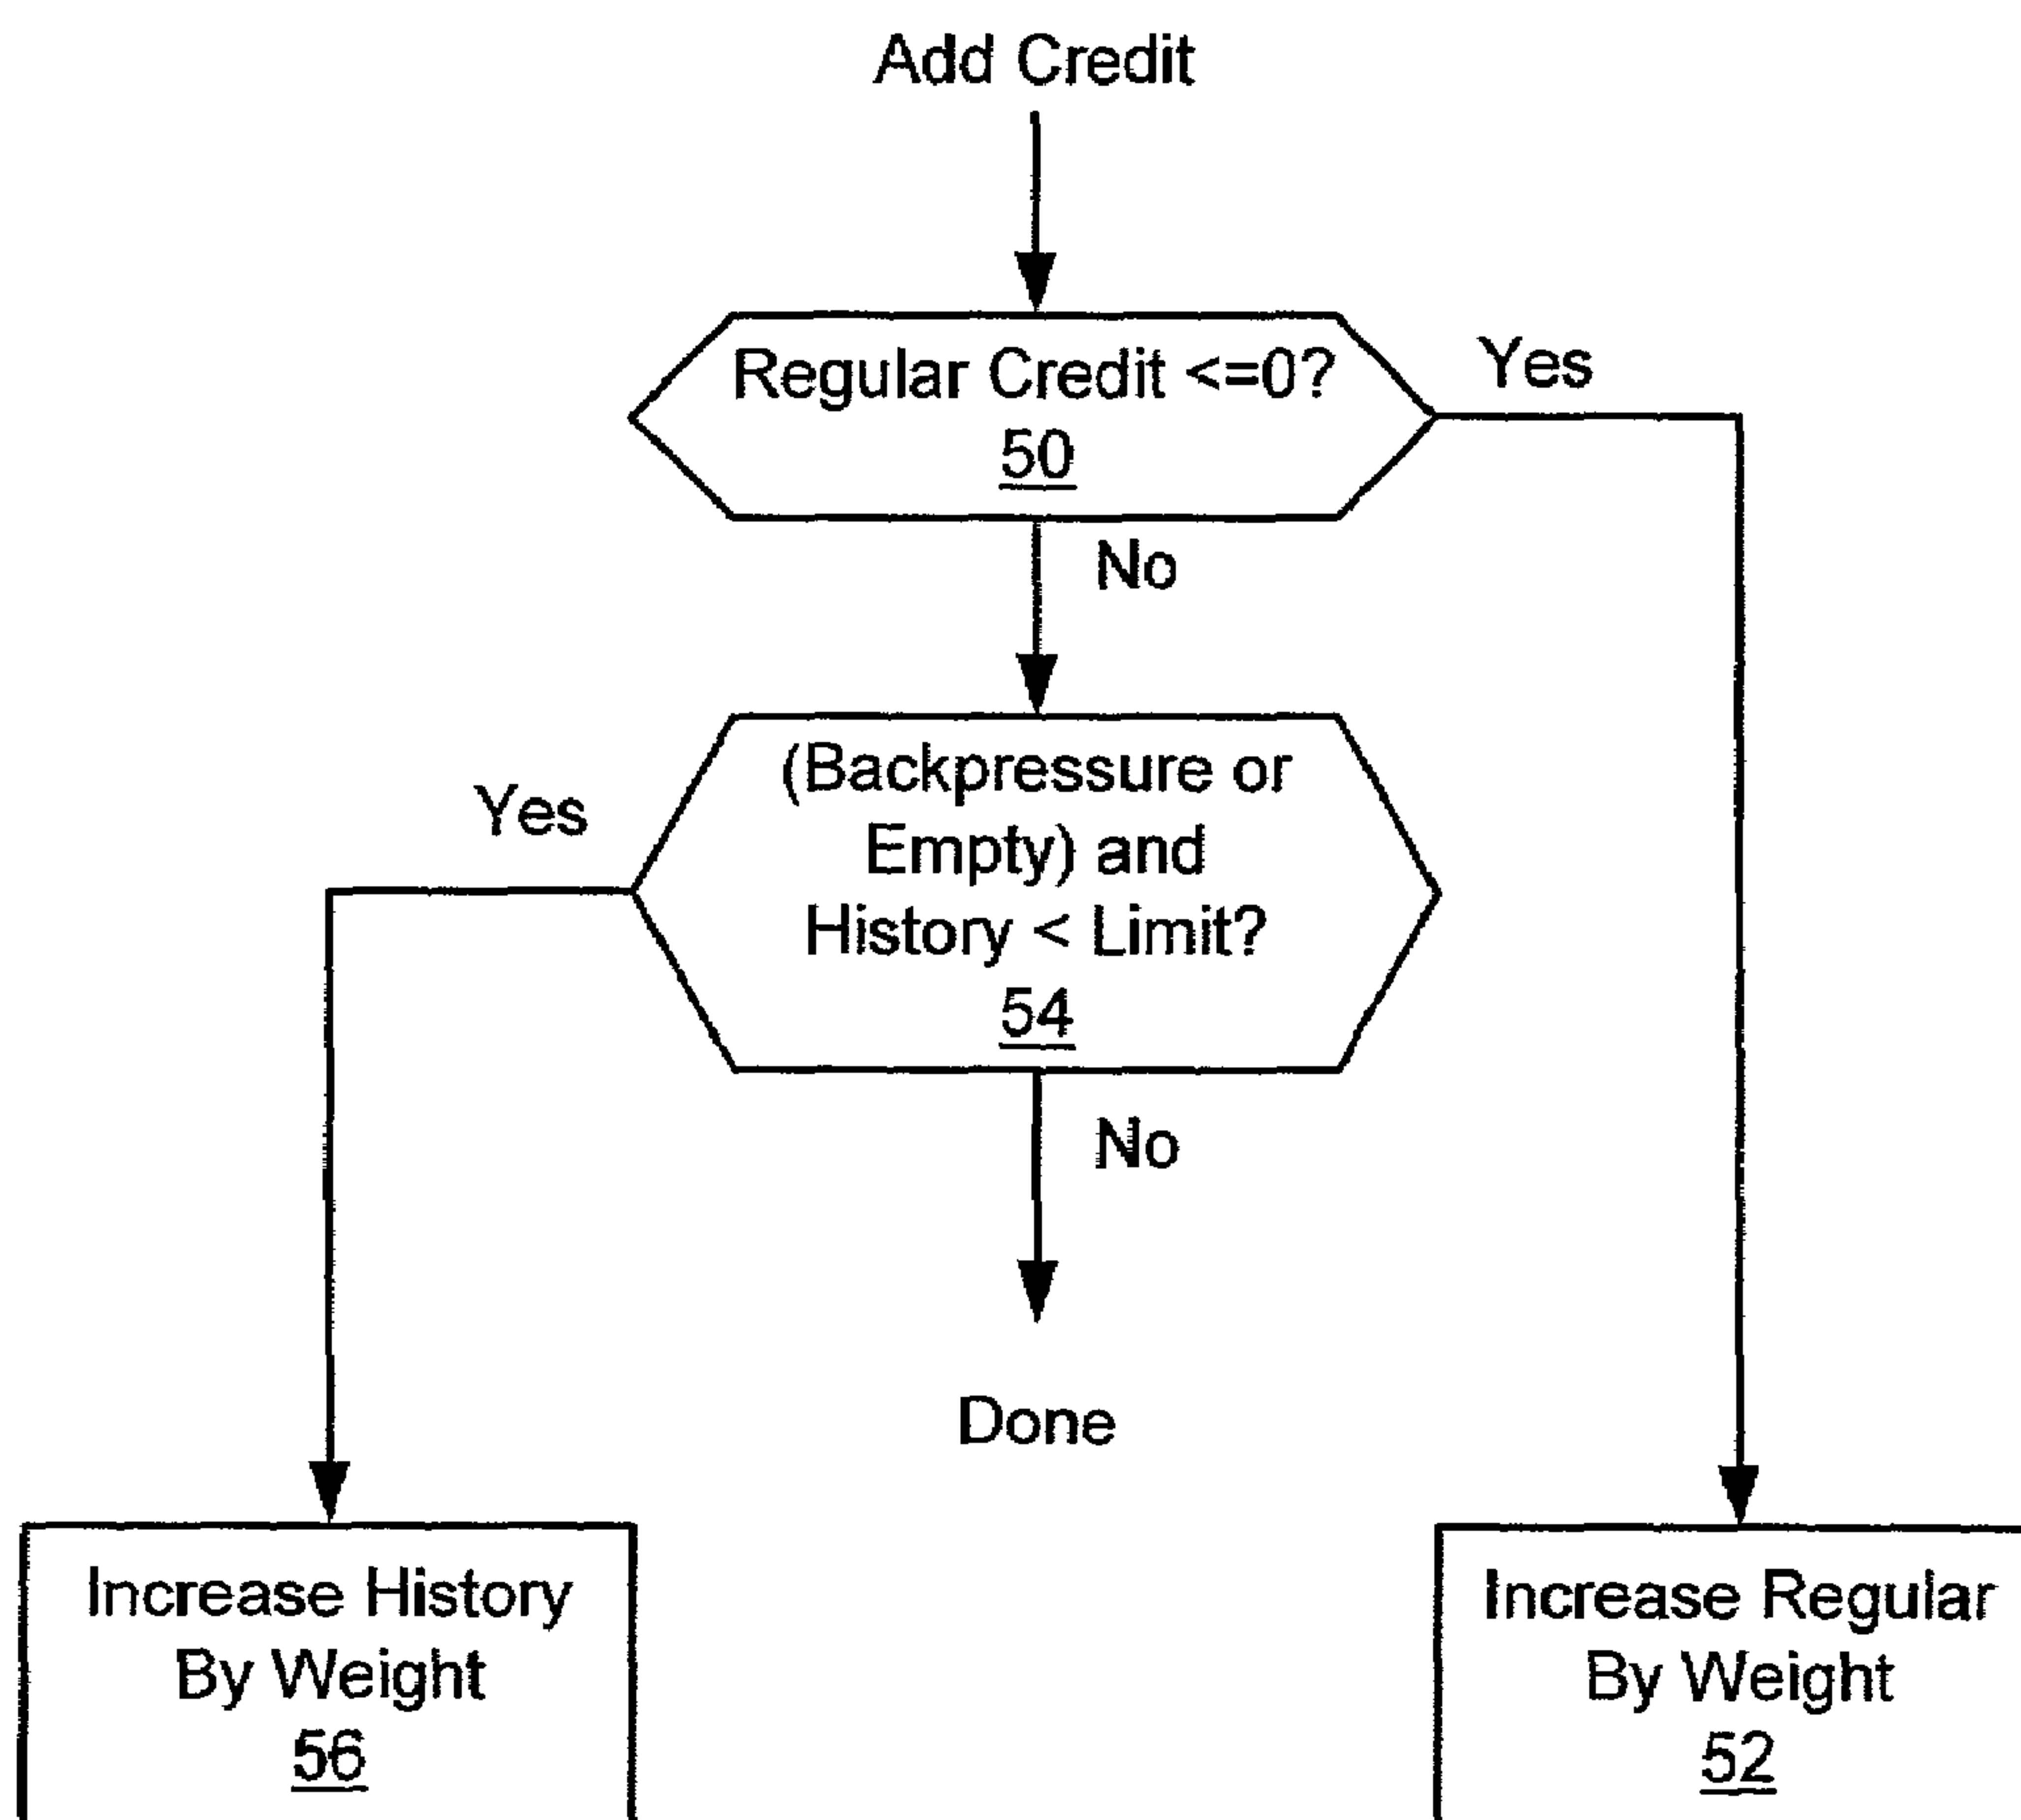 Add Credit
Regular Credit <=0?
50
Yes
No
(Backpressure or
Empty) and
History < Limit?
54
Yes
No
Done
Increase History
By Weight
56
Increase Regular
By Weight
52